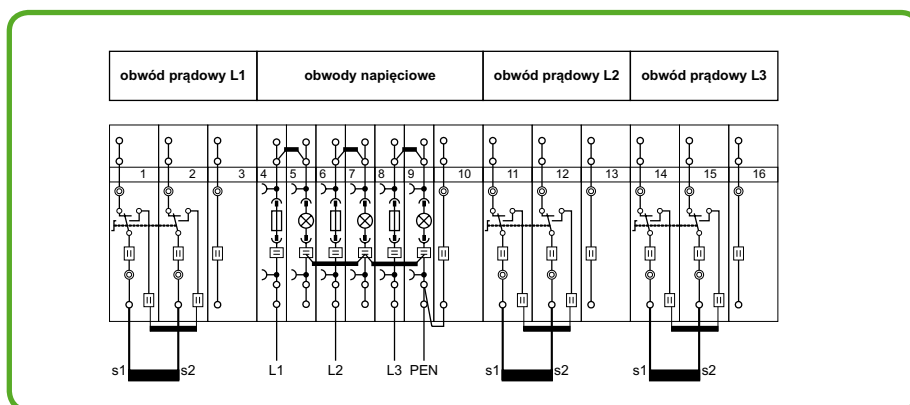 obwód prądowy L1 obwody napięciowe obwód prądowy L2 obwód prądowy L3
1 2 3 4 5 6 7 8 9 10 11 12 13 14 15 16
s1 s2 L1 L2 L3 PEN s1 s2 s1 s2